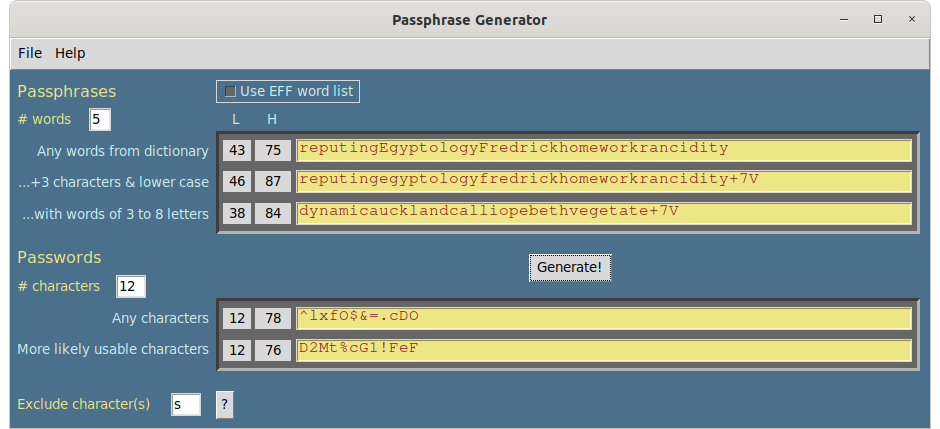 Passphrase Generator
File Help
Passphrases
Use EFF word list
# words 5 L H
Any words from dictionary 43 75 reputingEgyptologyFredrickhomeworkrancidity
...+3 characters & lower case 46 87 reputingegyptologyfredrickhomeworkrancidity+7V
...with words of 3 to 8 letters 38 84 dynamicaucklandcalliopebethvegetate+7V
Passwords
Generate!
# characters 12
Any characters 12 78 ^lxfO$&=.cDO
More likely usable characters 12 76 D2Mt%cGl!FeF
Exclude character(s) s ?